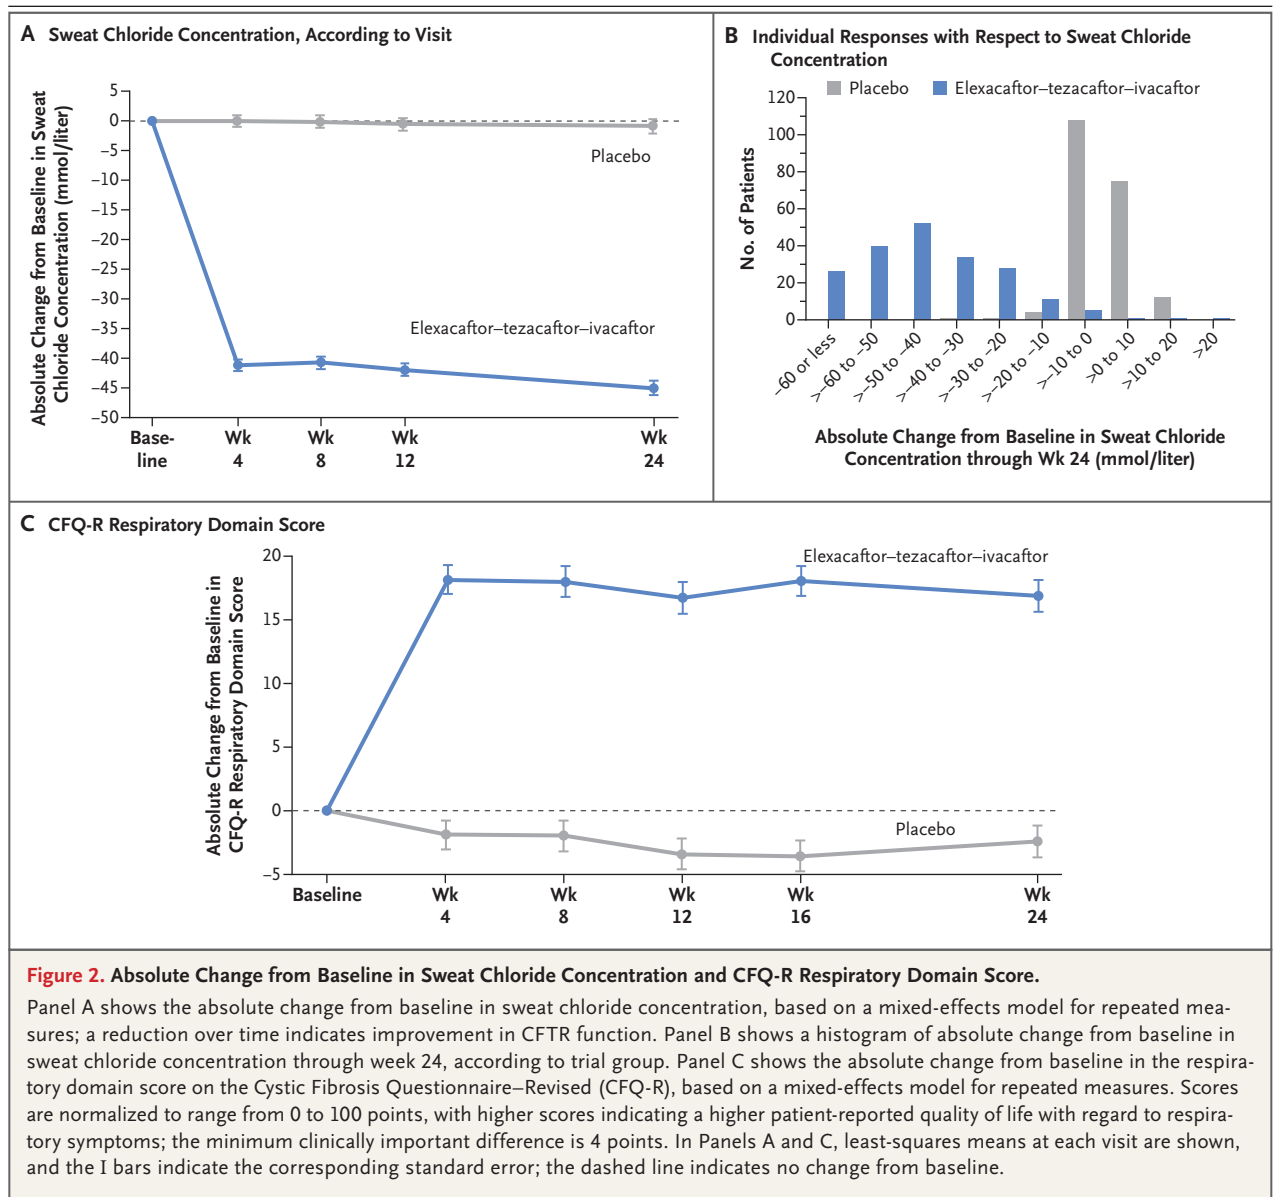 A Sweat Chloride Concentration, According to Visit
Absolute Change from Baseline in Sweat
Chloride Concentration (mmol/liter)
5
0
−5
−10
−15
−20
−25
−30
−35
−40
−45
−50
Placebo
Elexacaftor–tezacaftor–ivacaftor
Base-
line
Wk
4
Wk
8
Wk
12
Wk
24
B Individual Responses with Respect to Sweat Chloride
Concentration
Placebo
Elexacaftor–tezacaftor–ivacaftor
No. of Patients
120
100
80
60
40
20
0
−60 or less
>−60 to −50
>−50 to −40
>−40 to −30
>−30 to −20
>−20 to −10
>−10 to 0
>0 to 10
>10 to 20
>20
Absolute Change from Baseline in Sweat Chloride
Concentration through Wk 24 (mmol/liter)
C CFQ-R Respiratory Domain Score
Absolute Change from Baseline in
CFQ-R Respiratory Domain Score
20
15
10
5
0
−5
Elexacaftor–tezacaftor–ivacaftor
Placebo
Baseline
Wk
4
Wk
8
Wk
12
Wk
16
Wk
24
Figure 2. Absolute Change from Baseline in Sweat Chloride Concentration and CFQ-R Respiratory Domain Score.
Panel A shows the absolute change from baseline in sweat chloride concentration, based on a mixed-effects model for repeated mea-
sures; a reduction over time indicates improvement in CFTR function. Panel B shows a histogram of absolute change from baseline in
sweat chloride concentration through week 24, according to trial group. Panel C shows the absolute change from baseline in the respira-
tory domain score on the Cystic Fibrosis Questionnaire–Revised (CFQ-R), based on a mixed-effects model for repeated measures. Scores
are normalized to range from 0 to 100 points, with higher scores indicating a higher patient-reported quality of life with regard to respira-
tory symptoms; the minimum clinically important difference is 4 points. In Panels A and C, least-squares means at each visit are shown,
and the I bars indicate the corresponding standard error; the dashed line indicates no change from baseline.